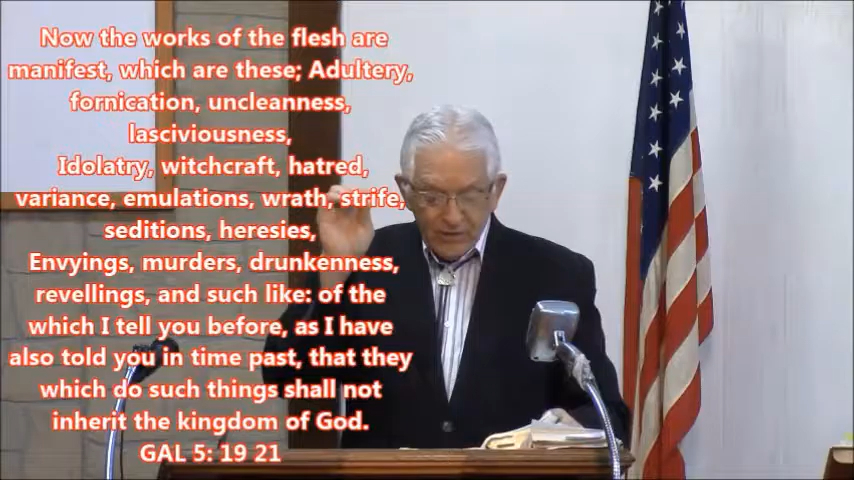 Now the works of the flesh are
manifest, which are these; Adultery,
fornication, uncleanness,
lasciviousness,
Idolatry, witchcraft, hatred,
variance, emulations, wrath, strife,
seditions, heresies,
Envyings, murders, drunkenness,
revellings, and such like: of the
which I tell you before, as I have
also told you in time past, that they
which do such things shall not
inherit the kingdom of God.
GAL 5: 19 21